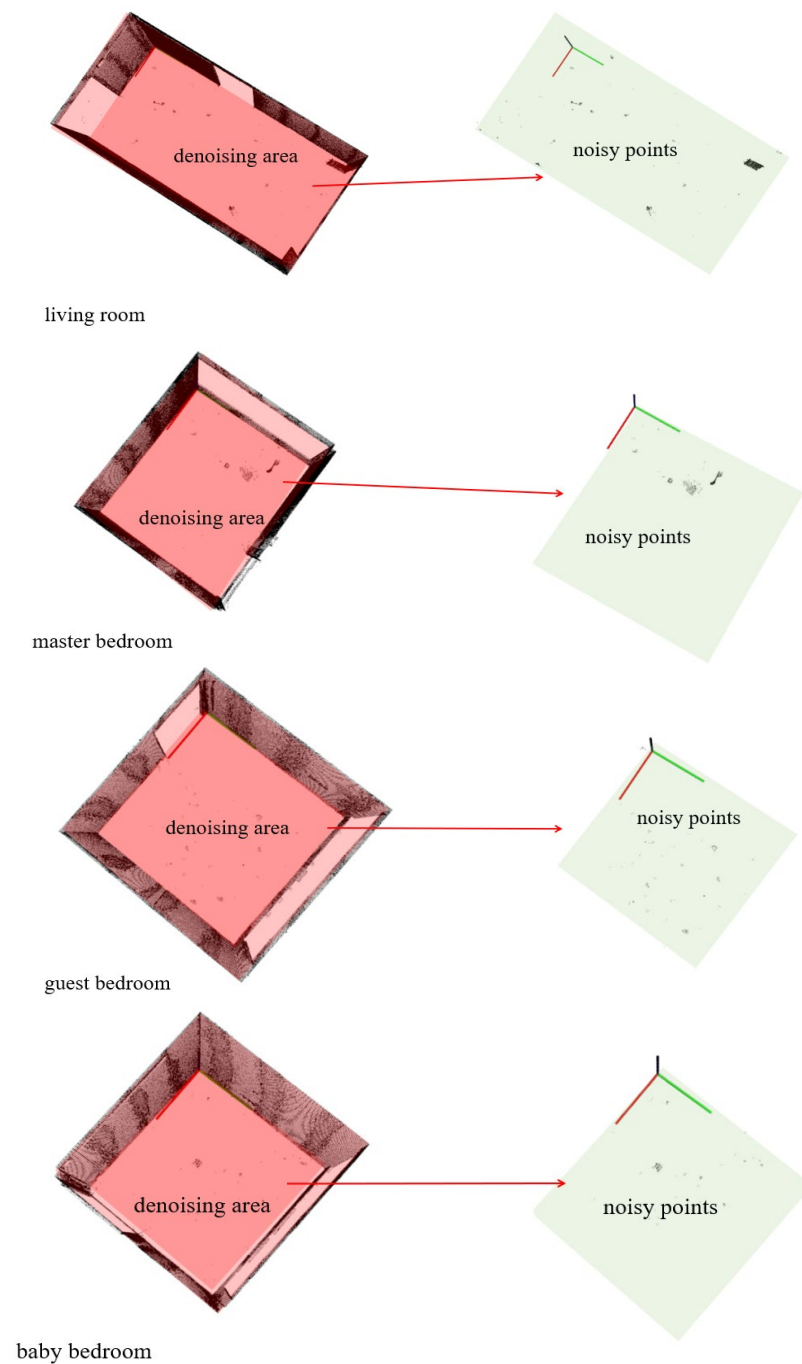 denoising area
noisy points
living room
denoising area
noisy points
master bedroom
denoising area
noisy points
guest bedroom
denoising area
noisy points
baby bedroom